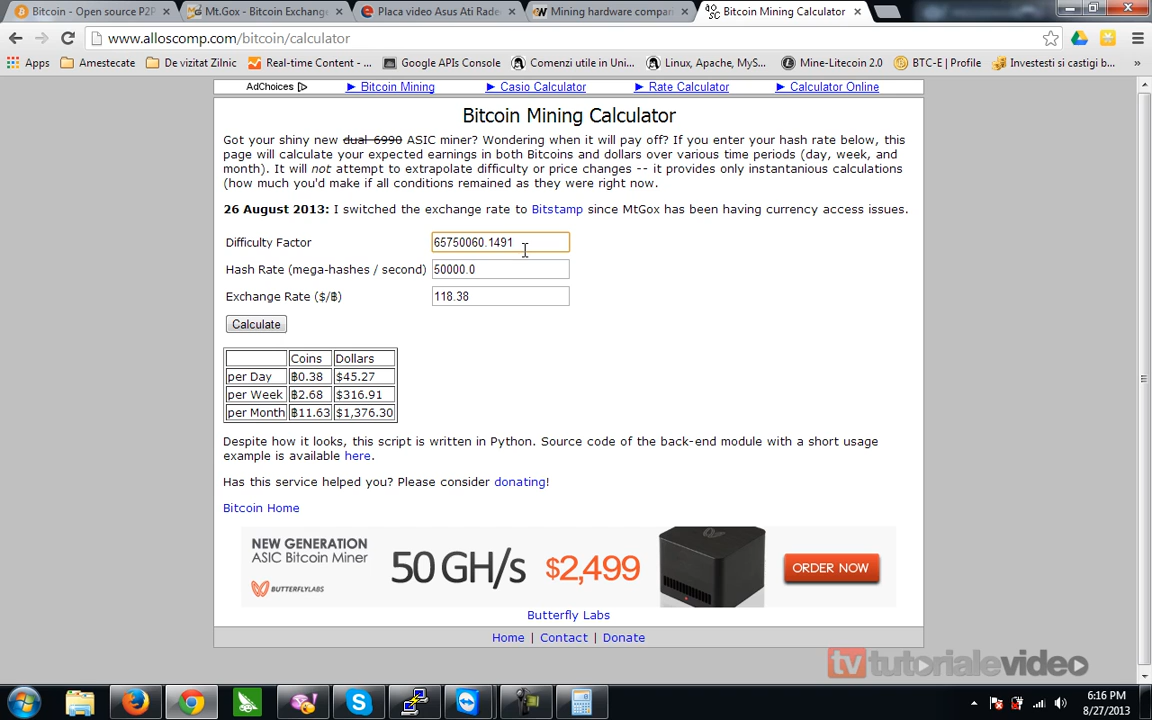 Bitcoin - Open source P2P
Mt.Gox - Bitcoin Exchang
Placa video Asus Ati Rade
Mining hardware compari
Bitcoin Mining Calculator
www.alloscomp.com/bitcoin/calculator
Apps
Amestecate
De vizitat Zilnic
Real-time Content - ...
Google APIs Console
Comenzi utile in Un...
Linux, Apache, MyS...
Mine-Litecoin 2.0
BTC-E | Profile
Investesti si castigi b...
AdChoices
Bitcoin Mining
Casio Calculator
Rate Calculator
Calculator Online
Bitcoin Mining Calculator
Got your shiny new dual 6990 ASIC miner? Wondering when it will pay off? If you enter your hash rate below, this
page will calculate your expected earnings in both Bitcoins and dollars over various time periods (day, week, and
month). It will not attempt to extrapolate difficulty or price changes -- it provides only instantanious calculations
(how much you'd make if all conditions remained as they were right now.
26 August 2013: I switched the exchange rate to Bitstamp since MtGox has been having currency access issues.
Difficulty Factor 65750060.1491
Hash Rate (mega-hashes / second) 50000.0
Exchange Rate ($/฿) 118.38
Calculate
Coins Dollars
per Day ฿0.38 $45.27
per Week ฿2.68 $316.91
per Month ฿11.63 $1,376.30
Despite how it looks, this script is written in Python. Source code of the back-end module with a short usage
example is available here.
Has this service helped you? Please consider donating!
Bitcoin Home
NEW GENERATION
ASIC Bitcoin Miner
BUTTERFLYLABS
50 GH/s $2,499
ORDER NOW
Butterfly Labs
Home | Contact | Donate
tvtutorialevideo
6:16 PM
8/27/2013